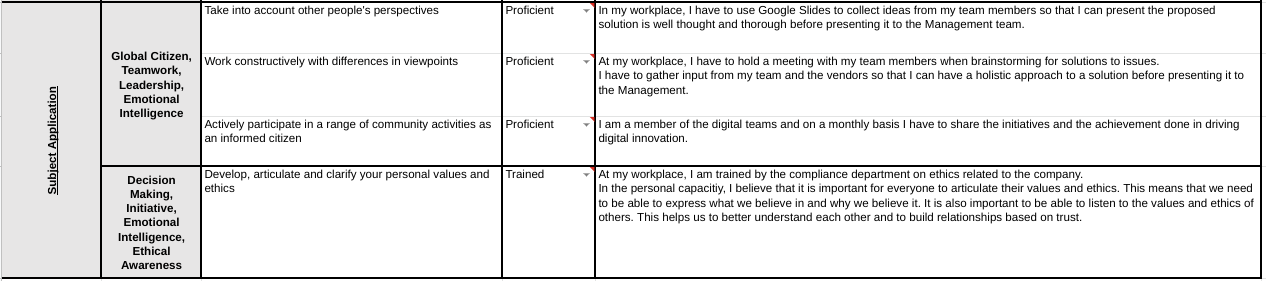 Subject Application
Global Citizen,
Teamwork,
Leadership,
Emotional
Intelligence
Take into account other people's perspectives
Proficient
In my workplace, I have to use Google Slides to collect ideas from my team members so that I can present the proposed
solution is well thought and thorough before presenting it to the Management team.
Work constructively with differences in viewpoints
Proficient
At my workplace, I have to hold a meeting with my team members when brainstorming for solutions to issues.
I have to gather input from my team and the vendors so that I can have a holistic approach to a solution before presenting it to
the Management.
Actively participate in a range of community activities as
an informed citizen
Proficient
I am a member of the digital teams and on a monthly basis I have to share the initiatives and the achievement done in driving
digital innovation.
Decision
Making,
Initiative,
Emotional
Intelligence,
Ethical
Awareness
Develop, articulate and clarify your personal values and
ethics
Trained
At my workplace, I am trained by the compliance department on ethics related to the company.
In the personal capacitiy, I believe that it is important for everyone to articulate their values and ethics. This means that we need
to be able to express what we believe in and why we believe it. It is also important to be able to listen to the values and ethics of
others. This helps us to better understand each other and to build relationships based on trust.